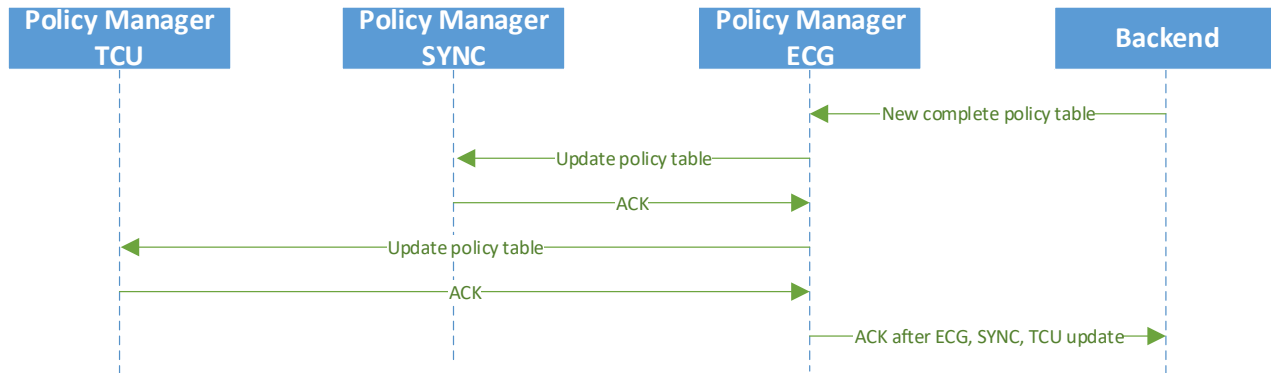 Policy Manager
TCU
Policy Manager
SYNC
Policy Manager
ECG
Backend
New complete policy table
Update policy table
ACK
Update policy table
ACK
ACK after ECG, SYNC, TCU update